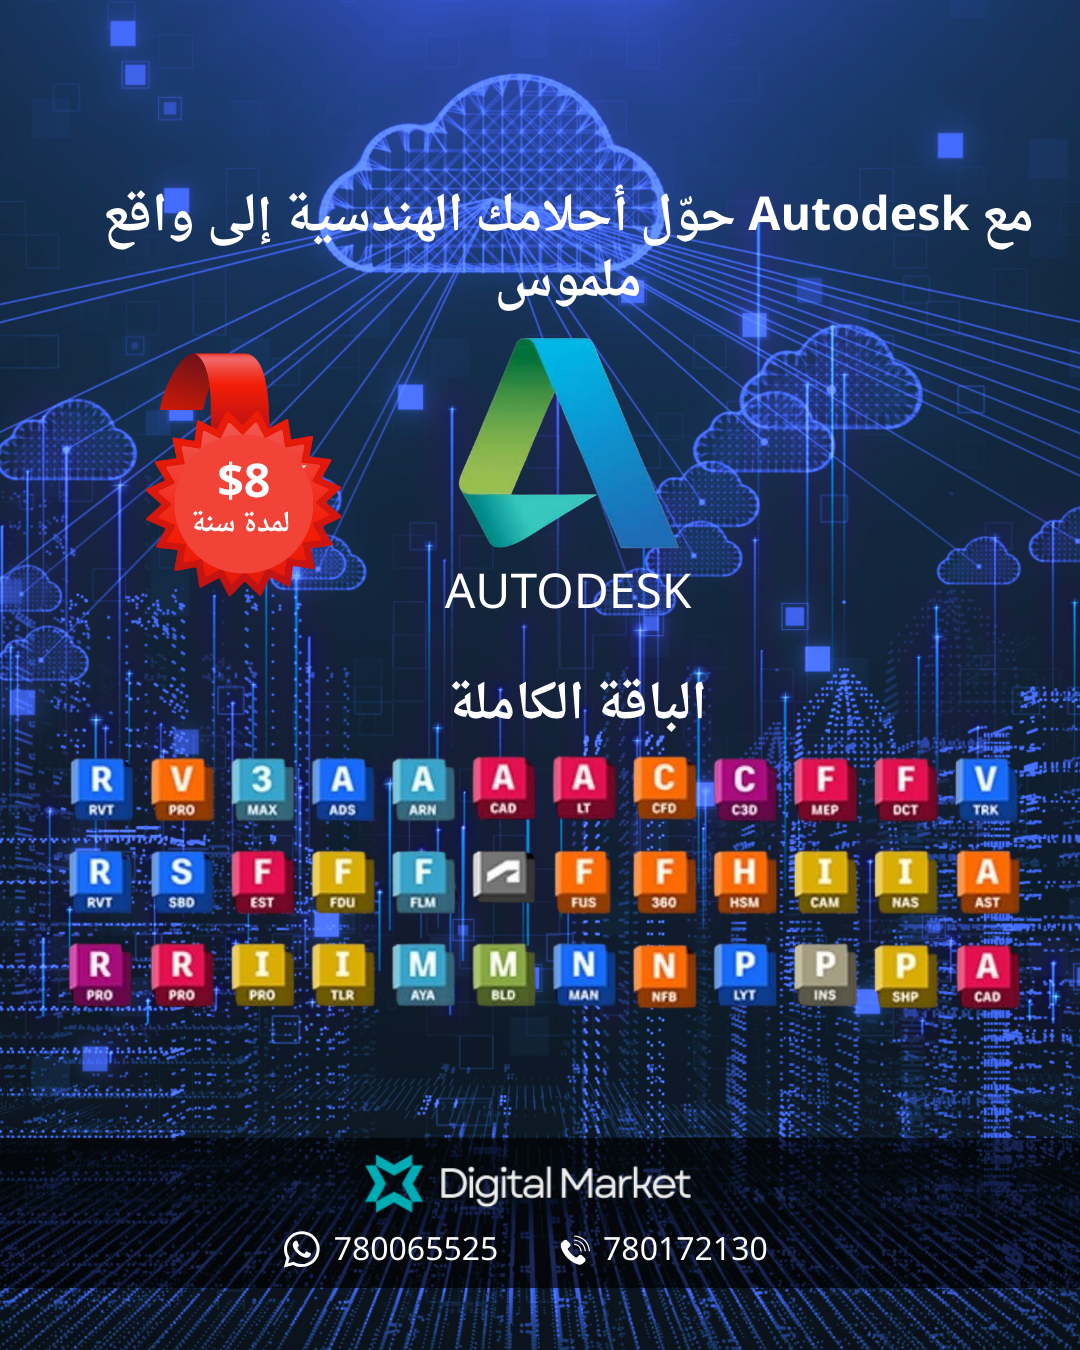 مع Autodesk حوّل أحلامك الهندسية إلى واقع
ملموس
$8
لمدة سنة
AUTODESK
الباقة الكاملة
R RVT V PRO 3 MAX A ADS A ARN A CAD A LT C CFD C C3D F MEP F DCT V TRK
R RVT S SBD F EST F FDU F FLM F FUS F 360 H HSM I CAM I NAS A AST
R PRO R PRO I PRO I TLR M AYA M BLD N MAN N NFB P LYT P INS P SHP A CAD
Digital Market
780065525 780172130